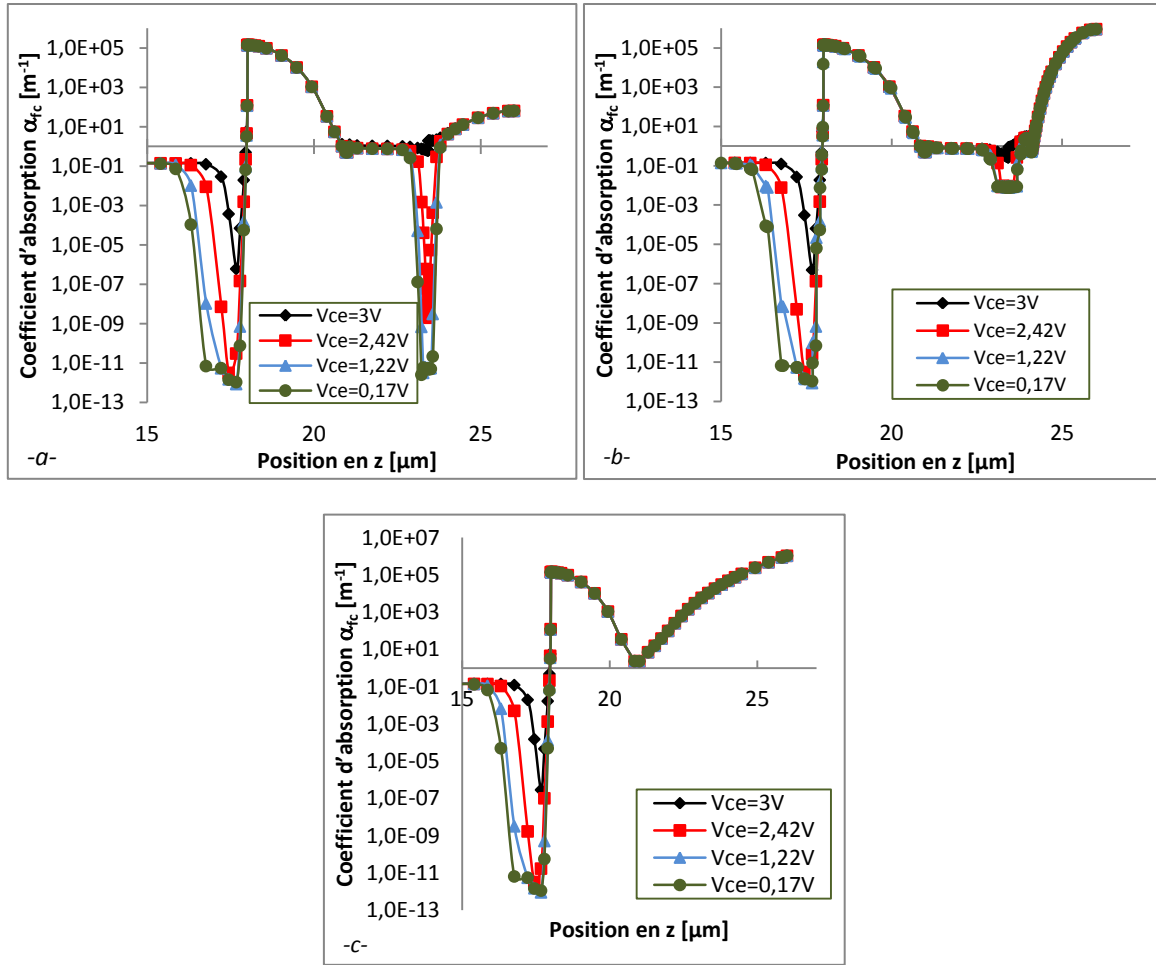 Coefficient d'absorption αfc [m-1]
1,0E+05
1,0E+03
1,0E+01
1,0E-01
1,0E-03
1,0E-05
1,0E-07
1,0E-09
1,0E-11
1,0E-13
Vce=3V
Vce=2,42V
Vce=1,22V
Vce=0,17V
15 20 25
Position en z [µm]
-a-
Coefficient d'absorption αfc [m-1]
1,0E+05
1,0E+03
1,0E+01
1,0E-01
1,0E-03
1,0E-05
1,0E-07
1,0E-09
1,0E-11
1,0E-13
Vce=3V
Vce=2,42V
Vce=1,22V
Vce=0,17V
15 20 25
Position en z [µm]
-b-
Coefficient d'absorption αfc [m-1]
1,0E+07
1,0E+05
1,0E+03
1,0E+01
1,0E-01
1,0E-03
1,0E-05
1,0E-07
1,0E-09
1,0E-11
1,0E-13
15 20 25
Vce=3V
Vce=2,42V
Vce=1,22V
Vce=0,17V
Position en z [µm]
-c-